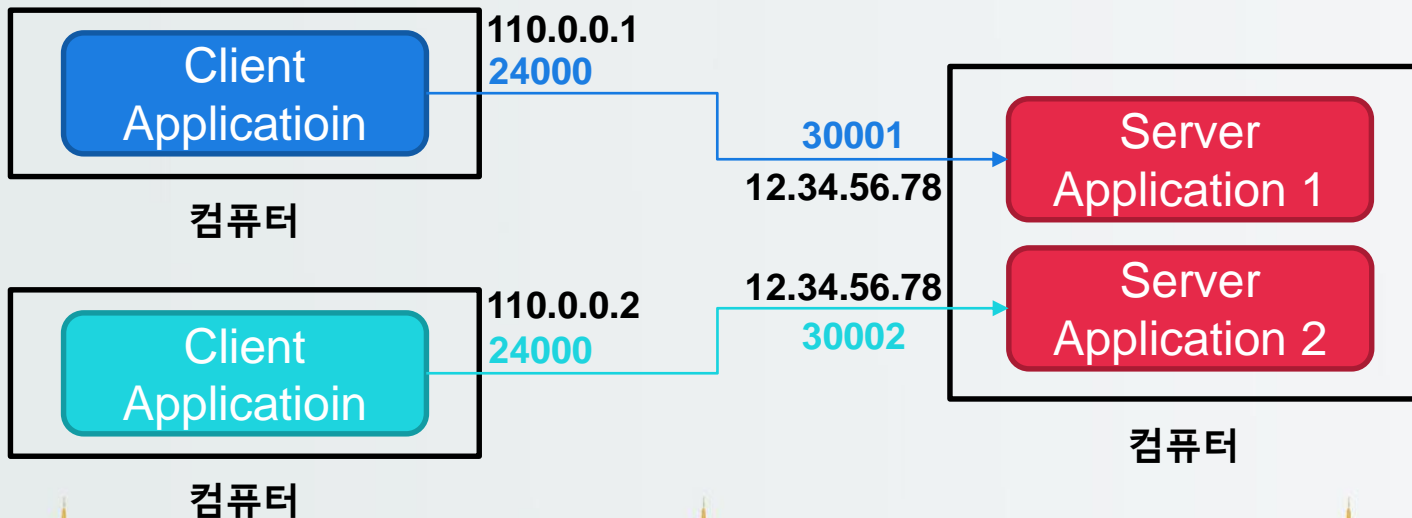 Client
Applicatioin
110.0.0.1
24000
컴퓨터
30001
12.34.56.78
Server
Application 1
Client
Applicatioin
110.0.0.2
24000
컴퓨터
12.34.56.78
30002
Server
Application 2
컴퓨터